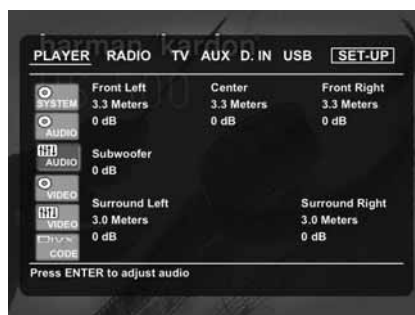 harman kardon
PLAYER RADIO TV AUX D. IN USB SET-UP
SYSTEM
AUDIO
AUDIO
VIDEO
VIDEO
DIVX
CODE
Front Left
3.3 Meters
0 dB
Center
3.3 Meters
0 dB
Front Right
3.3 Meters
0 dB
Subwoofer
0 dB
Surround Left
3.0 Meters
0 dB
Surround Right
3.0 Meters
0 dB
Press ENTER to adjust audio